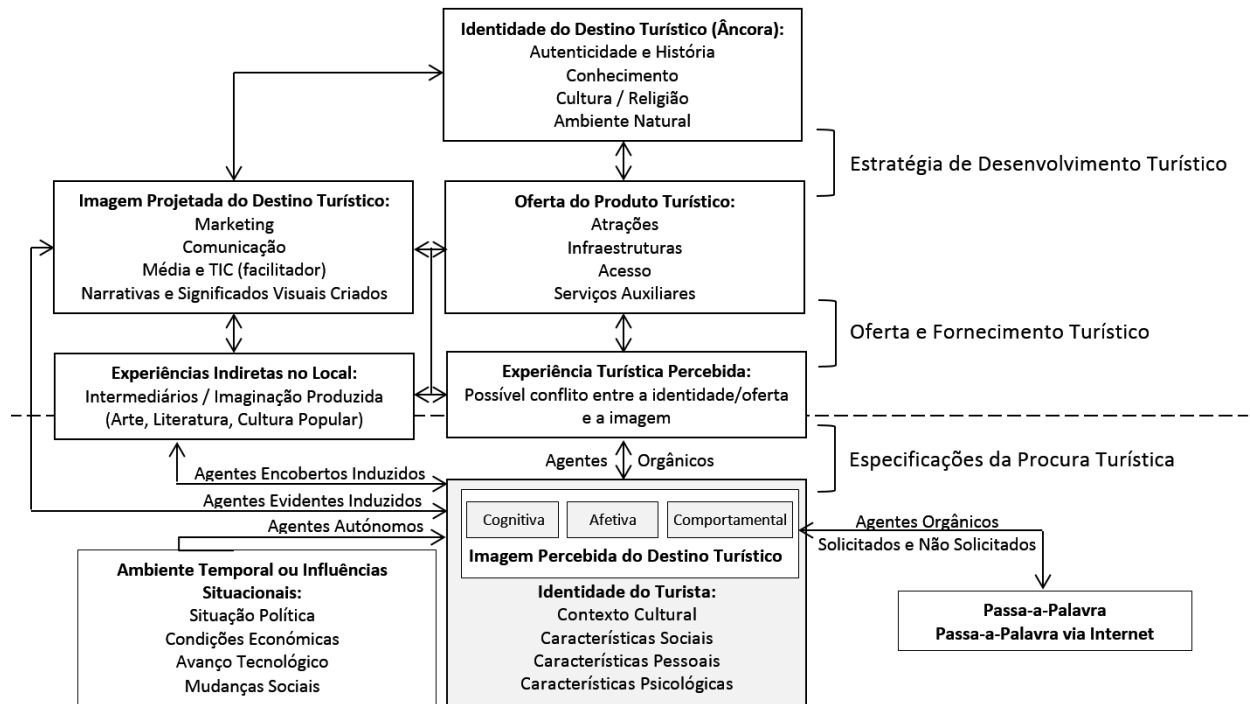 Identidade do Destino Turístico (Âncora):
Autenticidade e História
Conhecimento
Cultura / Religião
Ambiente Natural
Estratégia de Desenvolvimento Turístico
Imagem Projetada do Destino Turístico:
Marketing
Comunicação
Média e TIC (facilitador)
Narrativas e Significados Visuais Criados
Oferta do Produto Turístico:
Atrações
Infraestruturas
Acesso
Serviços Auxiliares
Oferta e Fornecimento Turístico
Experiências Indiretas no Local:
Intermediários / Imaginação Produzida
(Arte, Literatura, Cultura Popular)
Experiência Turística Percebida:
Possível conflito entre a identidade/oferta
e a imagem
Especificações da Procura Turística
Agentes Orgânicos
Agentes Encobertos Induzidos
Agentes Evidentes Induzidos
Agentes Autónomos
Cognitiva
Afetiva
Comportamental
Imagem Percebida do Destino Turístico
Agentes Orgânicos
Solicitados e Não Solicitados
Ambiente Temporal ou Influências
Situacionais:
Situação Política
Condições Económicas
Avanço Tecnológico
Mudanças Sociais
Identidade do Turista:
Contexto Cultural
Características Sociais
Características Pessoais
Características Psicológicas
Passa-a-Palavra
Passa-a-Palavra via Internet